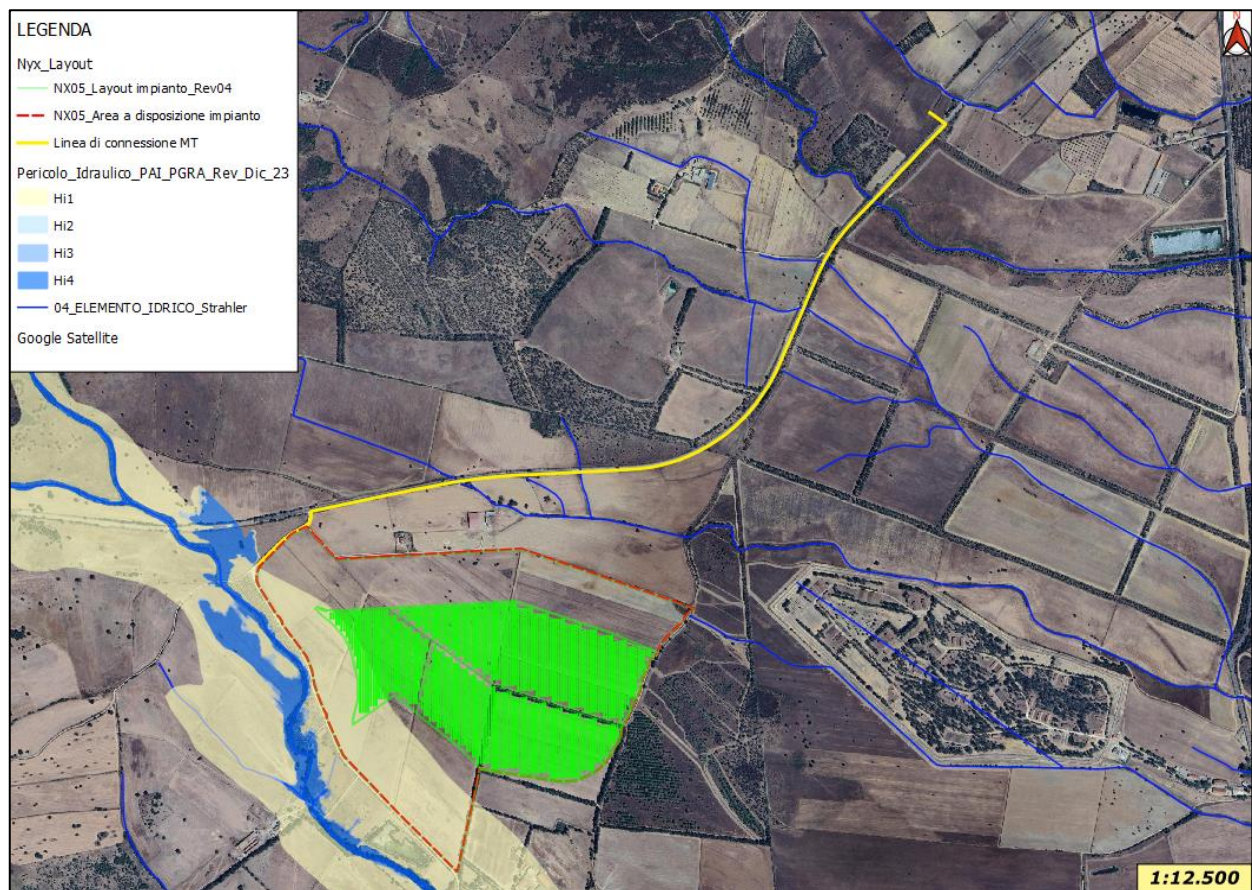 LEGENDA
Nyx_Layout
NX05_Layout impianto_Rev04
NX05_Area a disposizione impianto
Linea di connessione MT
Pericolo_Idraulico_PAI_PGRA_Rev_Dic_23
Hi1
Hi2
Hi3
Hi4
04_ELEMENTO_IDRICO_Strahler
Google Satellite
N
1:12.500